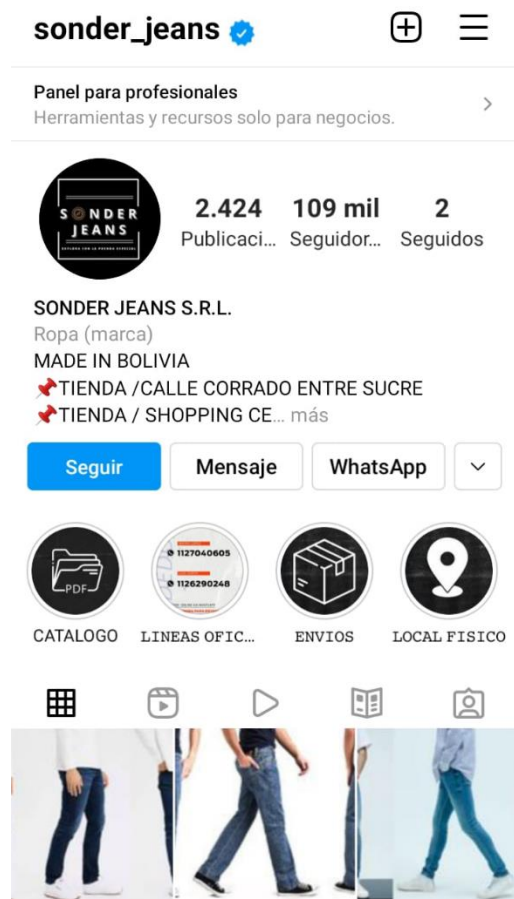 sonder_jeans
Panel para profesionales
Herramientas y recursos solo para negocios.
SONDER
JEANS
2.424 109 mil 2
Publicaci... Seguidor... Seguidos
SONDER JEANS S.R.L.
Ropa (marca)
MADE IN BOLIVIA
📌TIENDA /CALLE CORRADO ENTRE SUCRE
📌TIENDA / SHOPPING CE... más
Seguir Mensaje WhatsApp
PDF
1127040605
1126290248
CATALOGO LINEAS OFIC... ENVIOS LOCAL FISICO